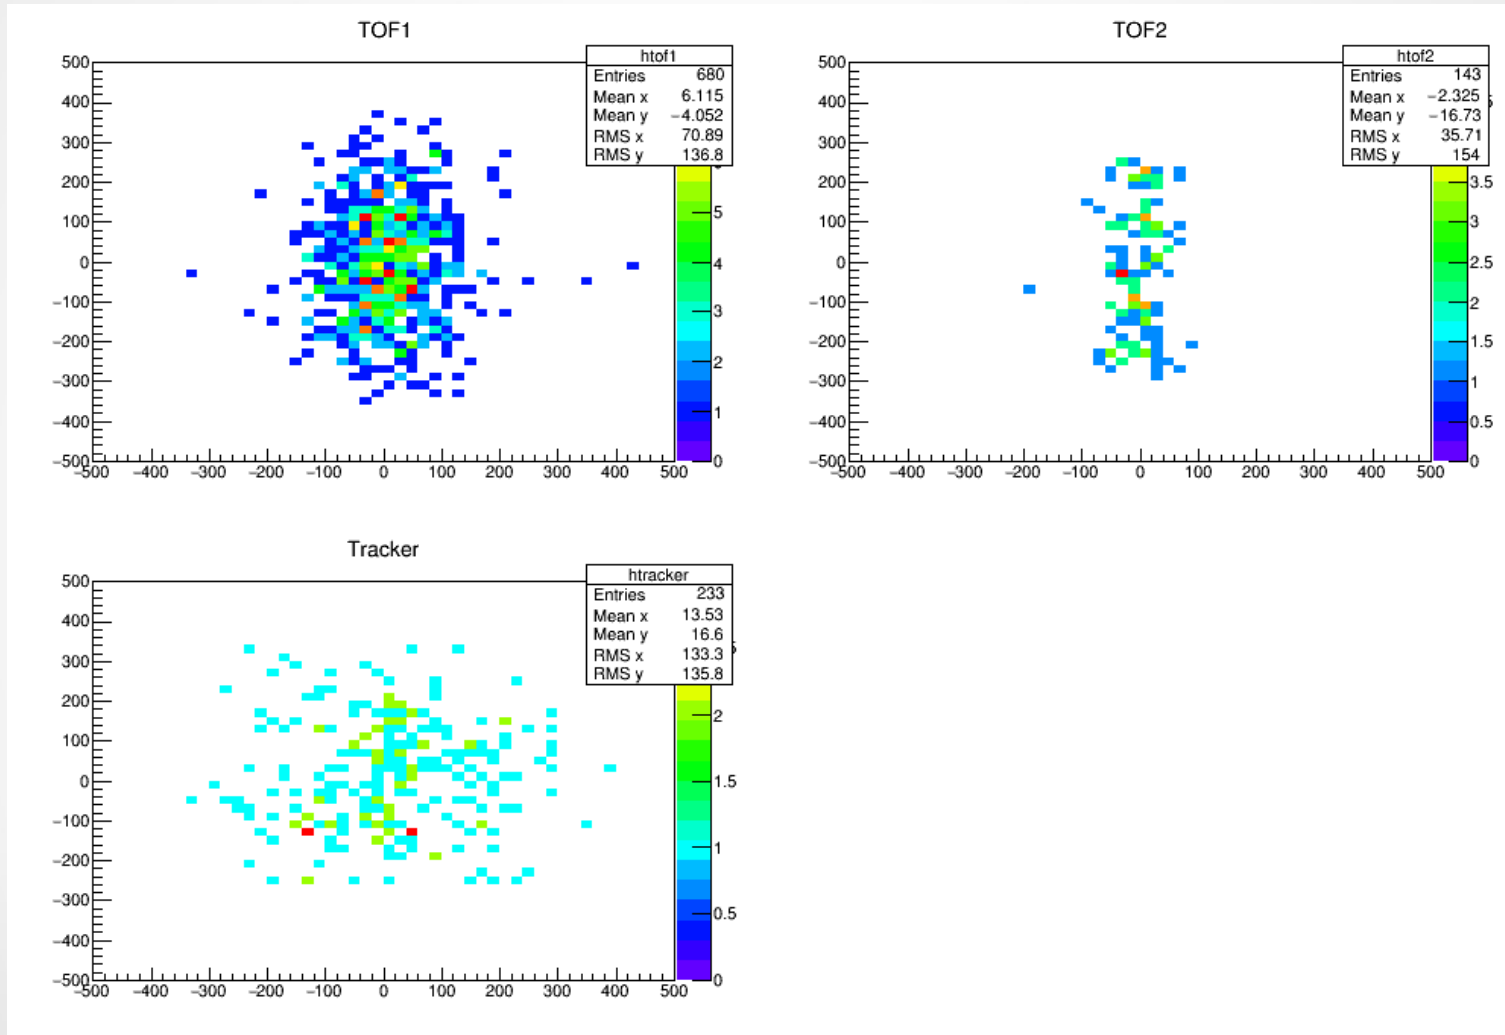 TOF1
htof1
Entries 680
Mean x 6.115
Mean y −4.052
RMS x 70.89
RMS y 136.8
500
400
300
200
100
0
−100
−200
−300
−400
−500
−500 −400 −300 −200 −100 0 100 200 300 400 500
5
4
3
2
1
0
TOF2
htof2
Entries 143
Mean x −2.325
Mean y −16.73
RMS x 35.71
RMS y 154
500
400
300
200
100
0
−100
−200
−300
−400
−500
−500 −400 −300 −200 −100 0 100 200 300 400 500
3.5
3
2.5
2
1.5
1
0.5
0
Tracker
htracker
Entries 233
Mean x 13.53
Mean y 16.6
RMS x 133.3
RMS y 135.8
500
400
300
200
100
0
−100
−200
−300
−400
−500
−500 −400 −300 −200 −100 0 100 200 300 400 500
2
1.5
1
0.5
0